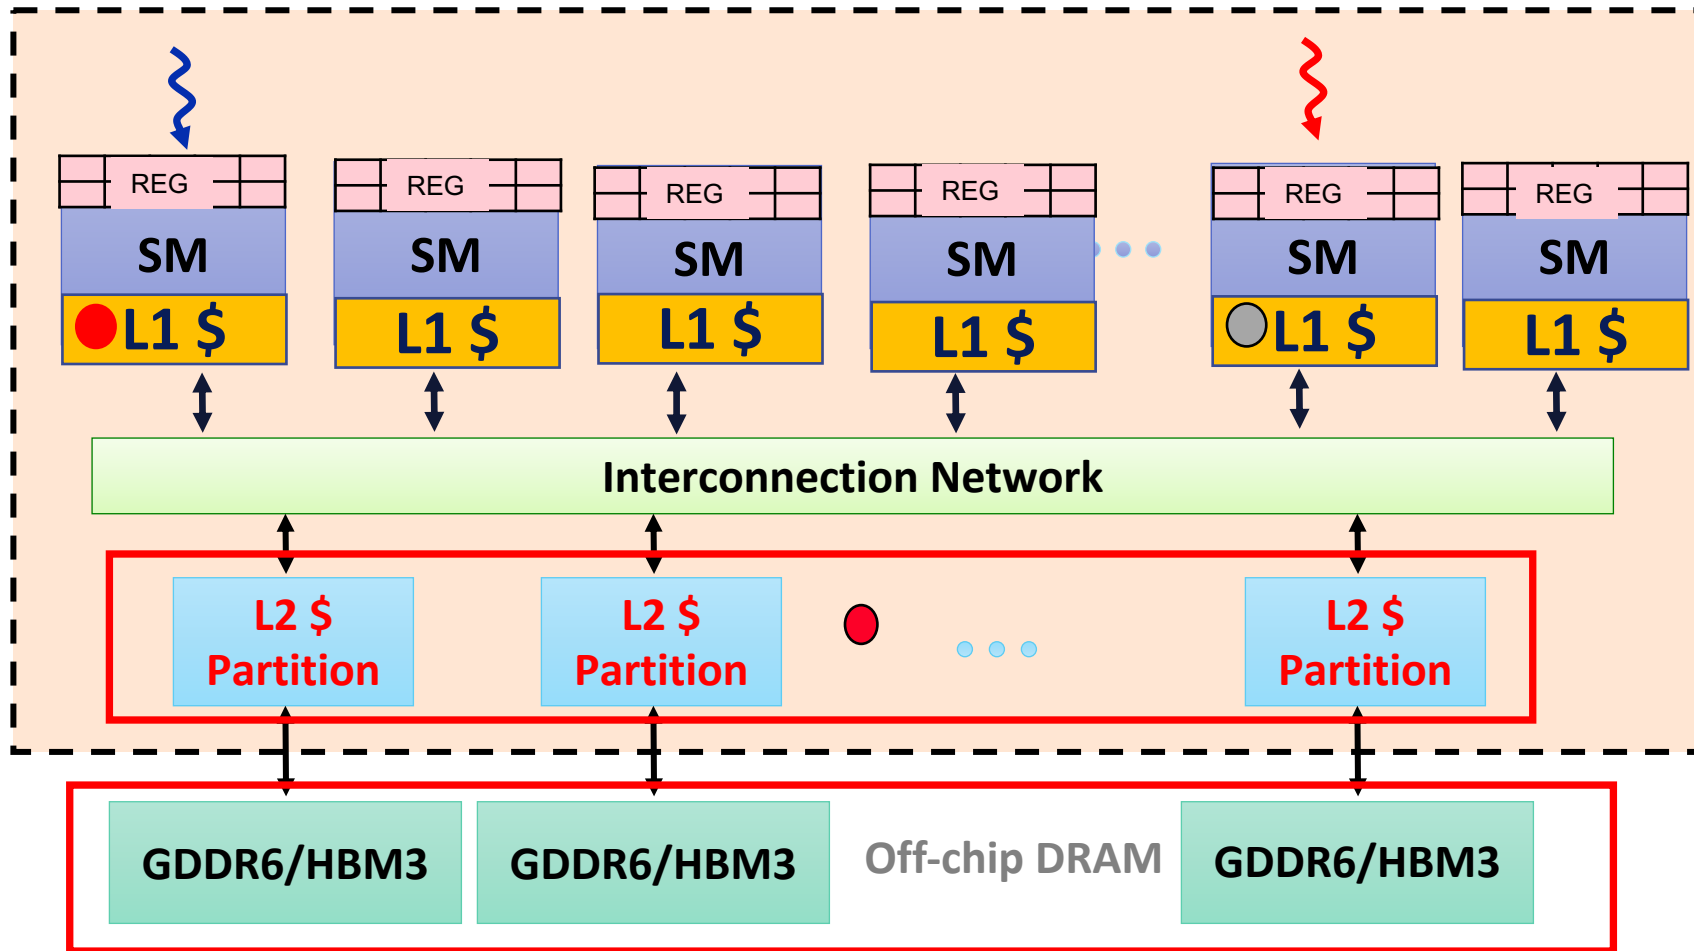 REG REG REG REG REG REG
SM SM SM SM SM SM
L1 $ L1 $ L1 $ L1 $ L1 $ L1 $
Interconnection Network
L2 $ L2 $ L2 $
Partition Partition Partition
GDDR6/HBM3 GDDR6/HBM3 Off-chip DRAM GDDR6/HBM3